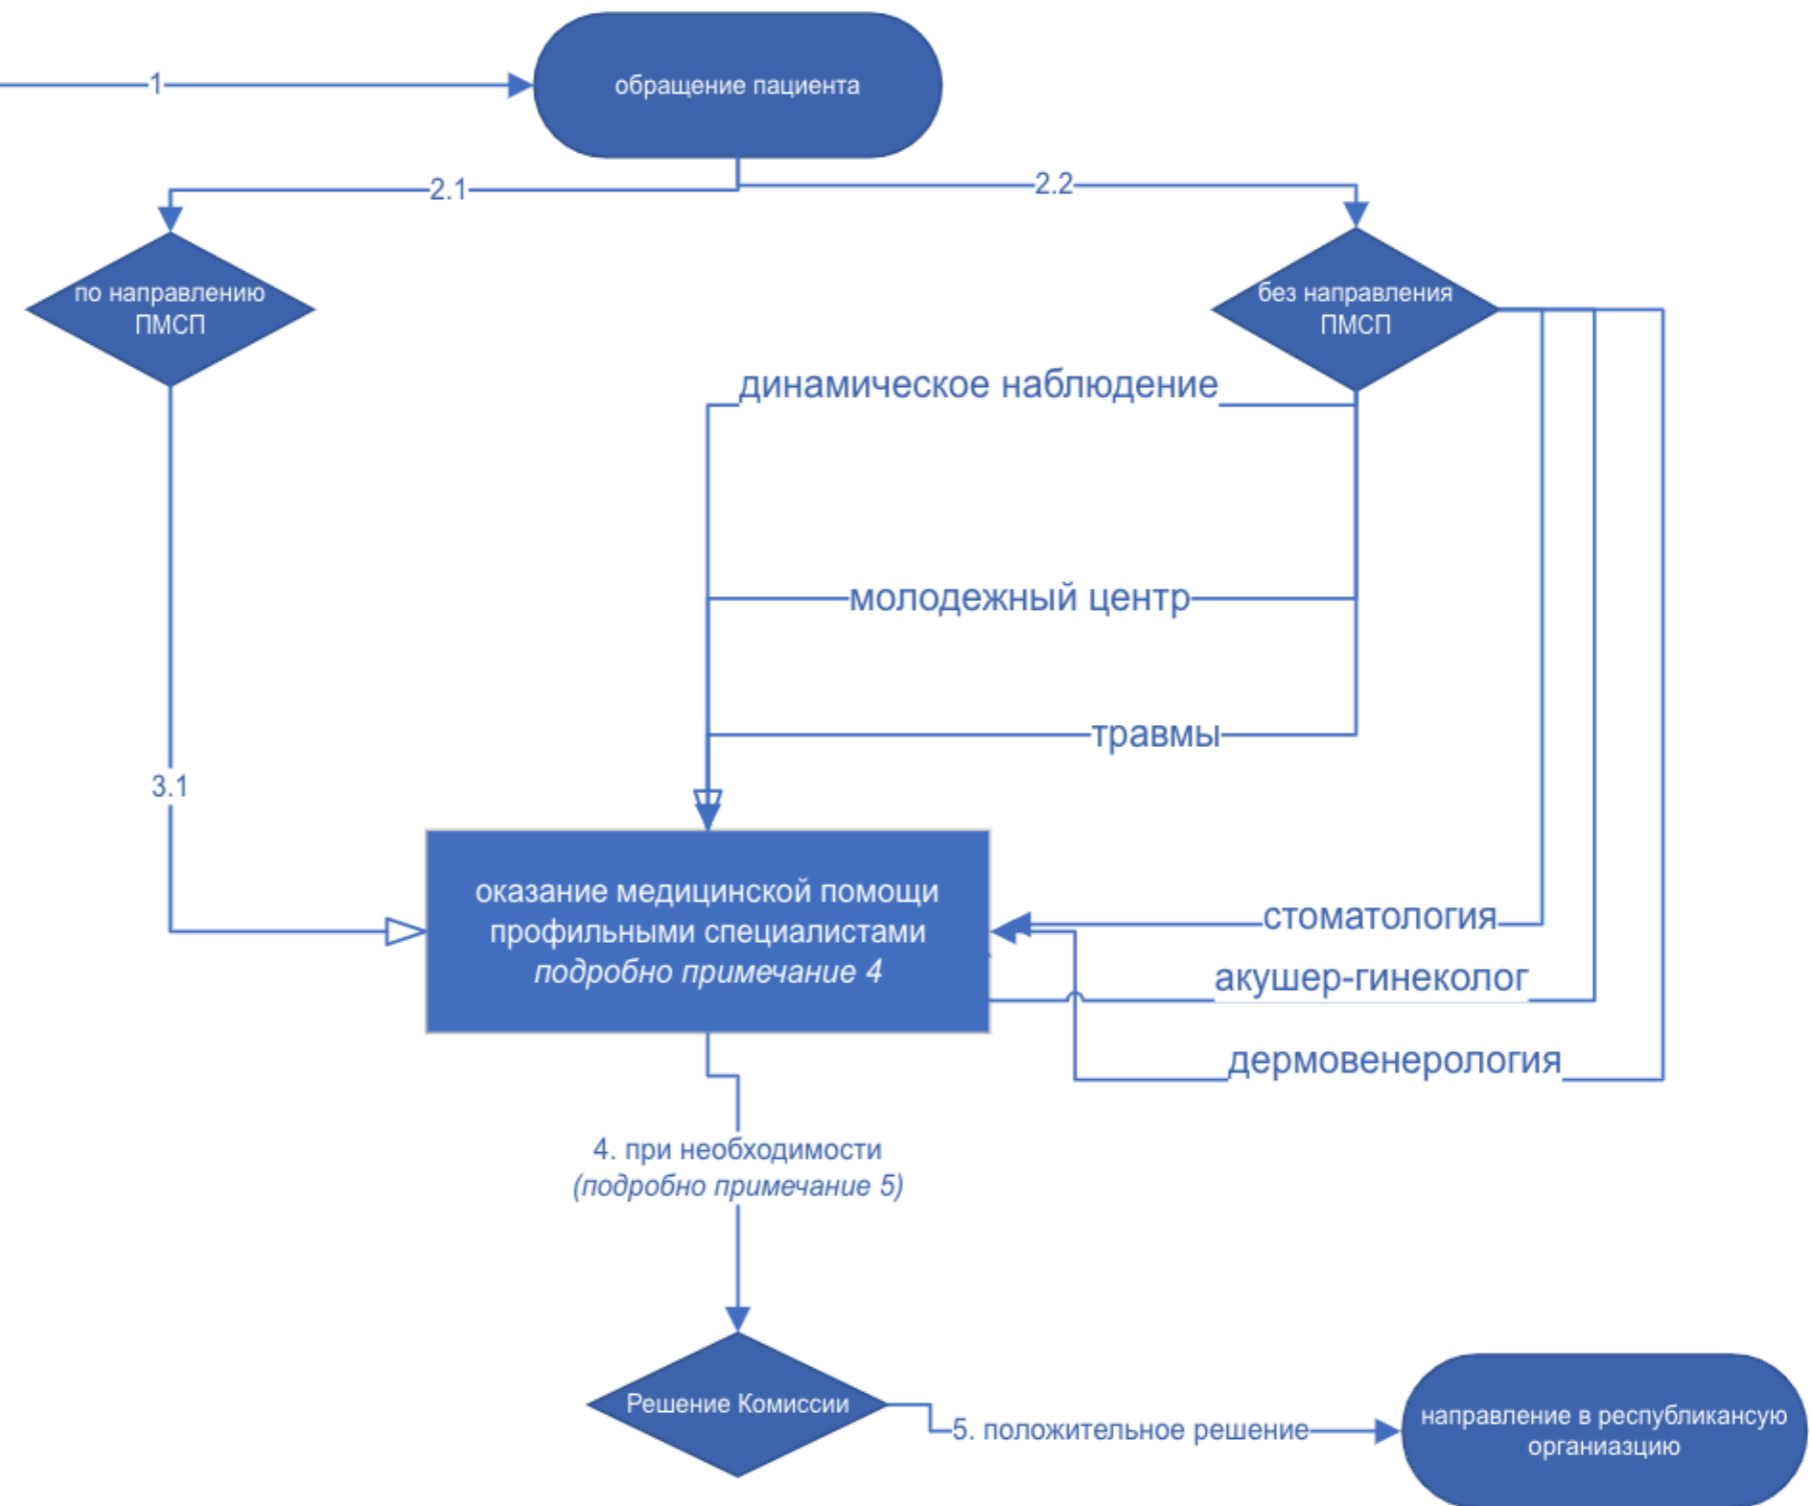 1
обращение пациента
2.1
2.2
по направлению
ПМСП
без направления
ПМСП
динамическое наблюдение
молодежный центр
травмы
3.1
оказание медицинской помощи
профильными специалистами
подробно примечание 4
стоматология
акушер-гинеколог
дермовенерология
4. при необходимости
(подробно примечание 5)
Решение Комиссии
5. положительное решение
направление в республикансую
органиазцию